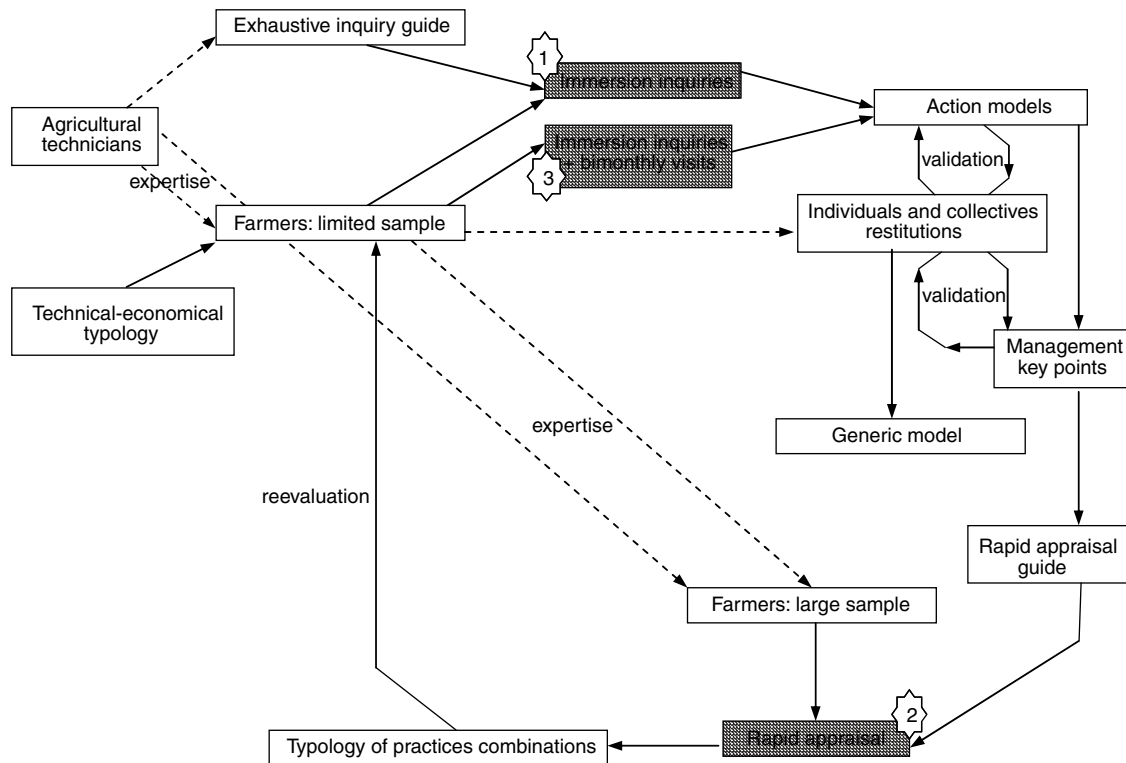 Exhaustive inquiry guide
1
Immersion inquiries
Action models
Agricultural
technicians
Immersion inquiries
+ bimonthly visits
3
validation
expertise
Farmers: limited sample
Individuals and collectives
restitutions
Technical-economical
typology
validation
Management
key points
expertise
Generic model
reevaluation
Rapid appraisal
guide
Farmers: large sample
2
Rapid appraisal
Typology of practices combinations